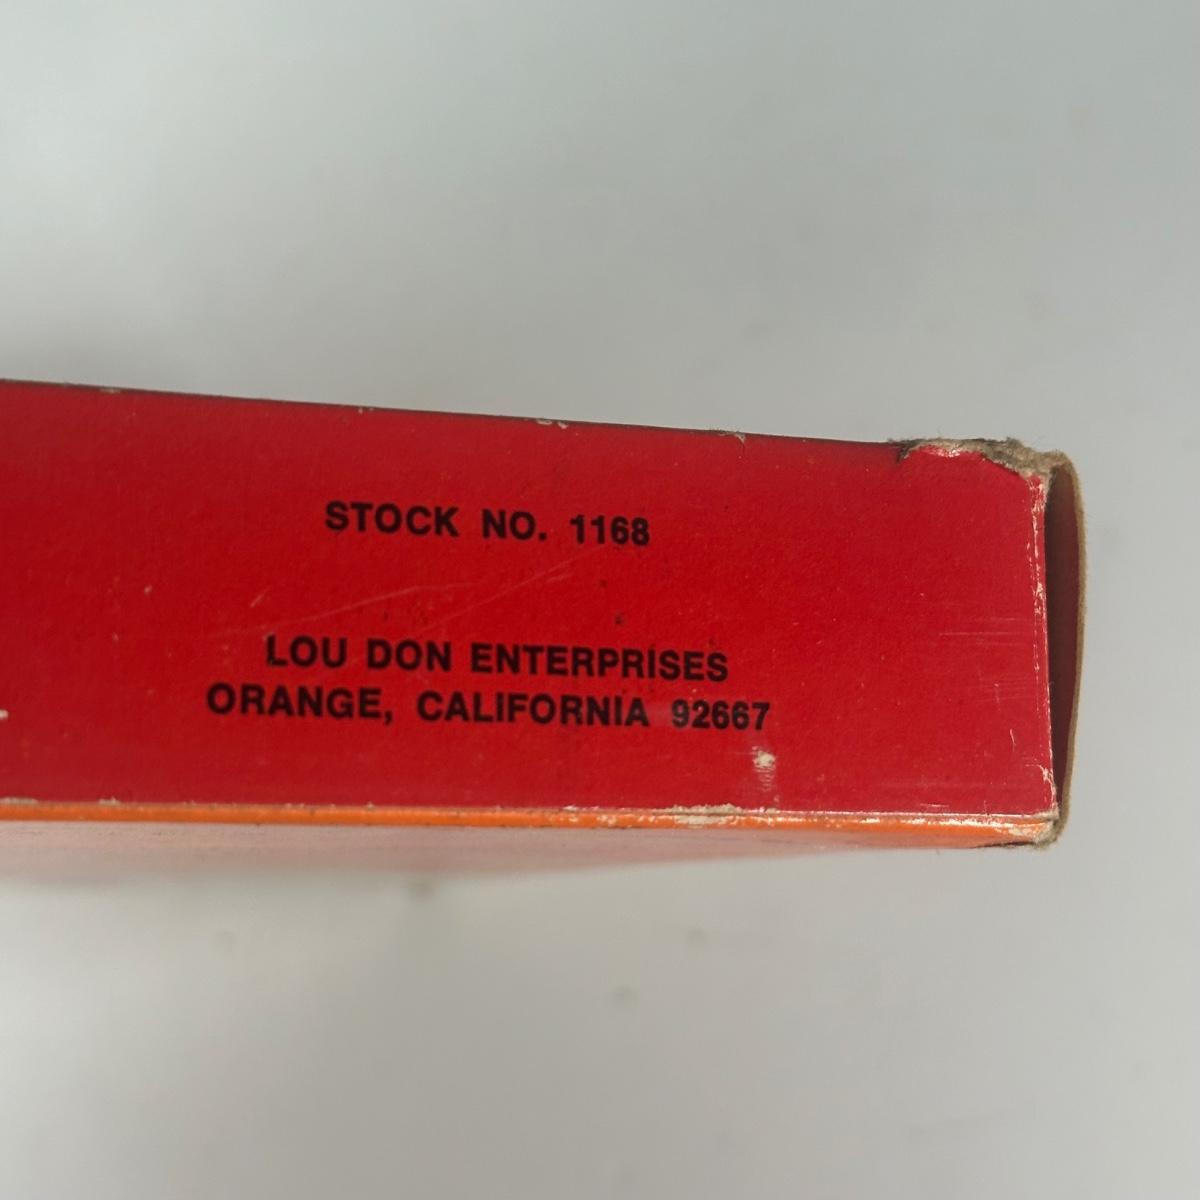 STOCK NO. 1168
LOU DON ENTERPRISES
ORANGE, CALIFORNIA 92667